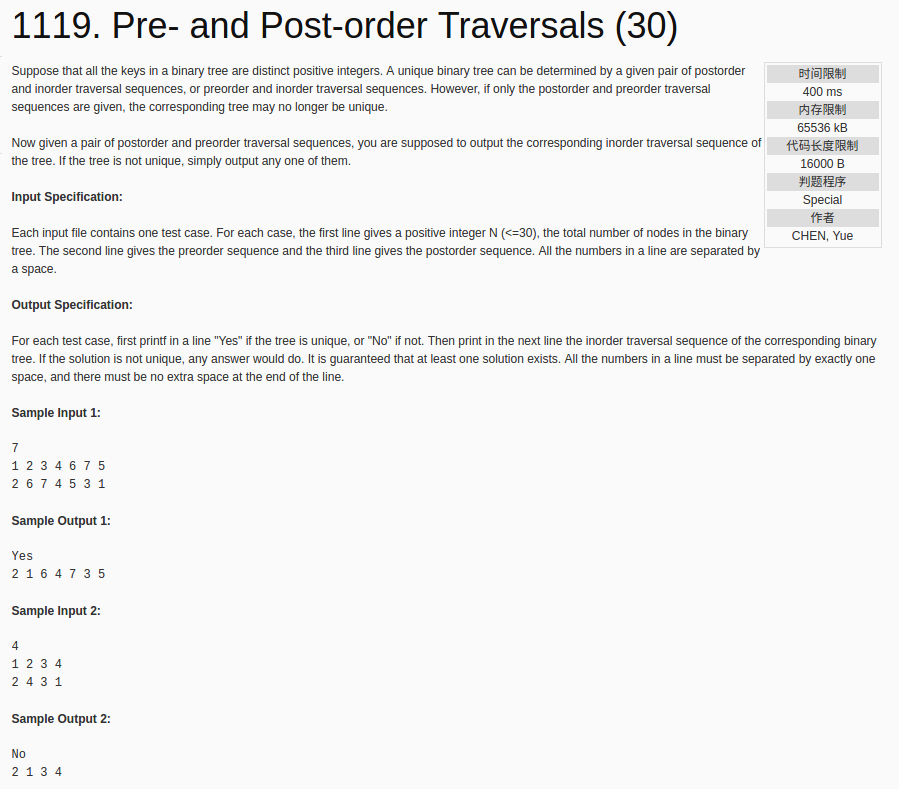 1119. Pre- and Post-order Traversals (30)
Suppose that all the keys in a binary tree are distinct positive integers. A unique binary tree can be determined by a given pair of postorder
and inorder traversal sequences, or preorder and inorder traversal sequences. However, if only the postorder and preorder traversal
sequences are given, the corresponding tree may no longer be unique.
Now given a pair of postorder and preorder traversal sequences, you are supposed to output the corresponding inorder traversal sequence of
the tree. If the tree is not unique, simply output any one of them.
时间限制
400 ms
内存限制
65536 kB
代码长度限制
16000 B
判题程序
Special
作者
CHEN, Yue
Input Specification:
Each input file contains one test case. For each case, the first line gives a positive integer N (<=30), the total number of nodes in the binary
tree. The second line gives the preorder sequence and the third line gives the postorder sequence. All the numbers in a line are separated by
a space.
Output Specification:
For each test case, first printf in a line "Yes" if the tree is unique, or "No" if not. Then print in the next line the inorder traversal sequence of the corresponding binary
tree. If the solution is not unique, any answer would do. It is guaranteed that at least one solution exists. All the numbers in a line must be separated by exactly one
space, and there must be no extra space at the end of the line.
Sample Input 1:
7
1 2 3 4 6 7 5
2 6 7 4 5 3 1
Sample Output 1:
Yes
2 1 6 4 7 3 5
Sample Input 2:
4
1 2 3 4
2 4 3 1
Sample Output 2:
No
2 1 3 4